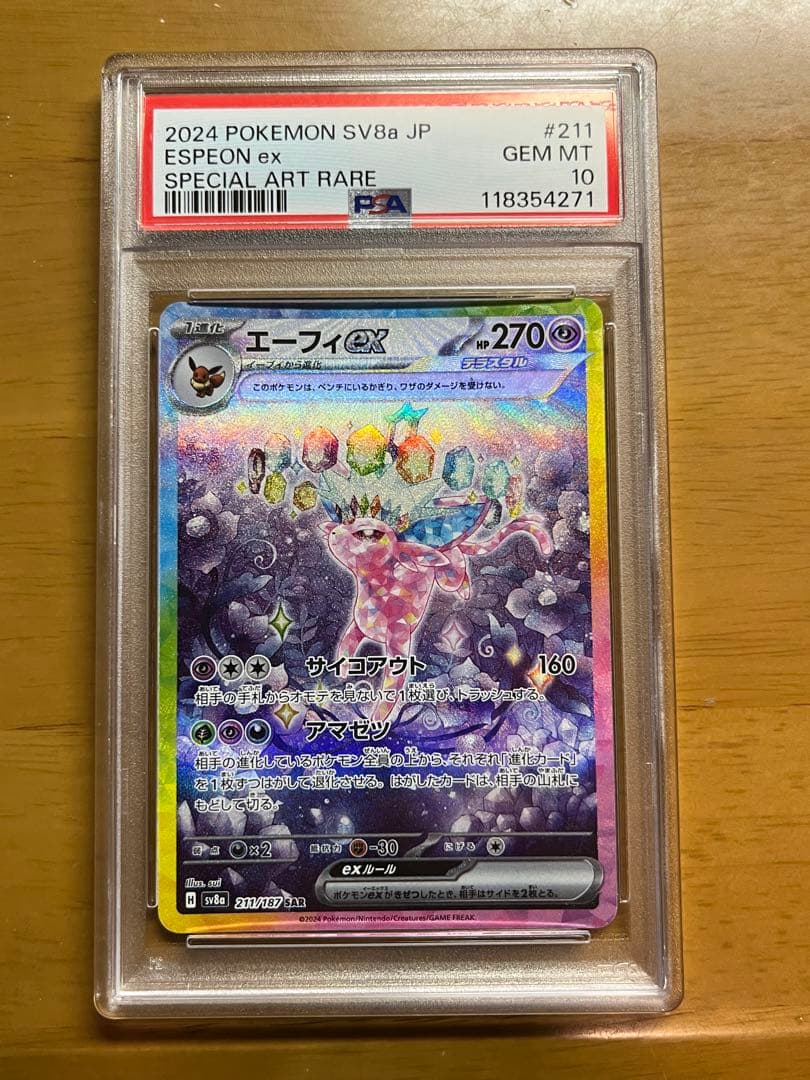 2024 POKEMON SV8a JP #211
ESPEON ex GEM MT
SPECIAL ART RARE 10
PSA 118354271
1進化 エーフィex HP270
イーブイから進化 テラスタル
このポケモンは、ベンチにいるかぎり、ワザのダメージを受けない。
サイコアウト 160
相手の手札からオモテを見ないで1枚選び、トラッシュする。
アマゼツ
相手の進化しているポケモン全員の上から、それぞれ「進化カード」
を1枚ずつはがして退化させる。はがしたカードは、相手の山札に
もどして切る。
弱点 ×2 抵抗力 -30 にげる
exルール
ポケモンexがきぜつしたとき、相手はサイドを2枚とる。
Illus. sui
H sv8a 211/187 SAR
©2024 Pokémon/Nintendo/Creatures/GAME FREAK.